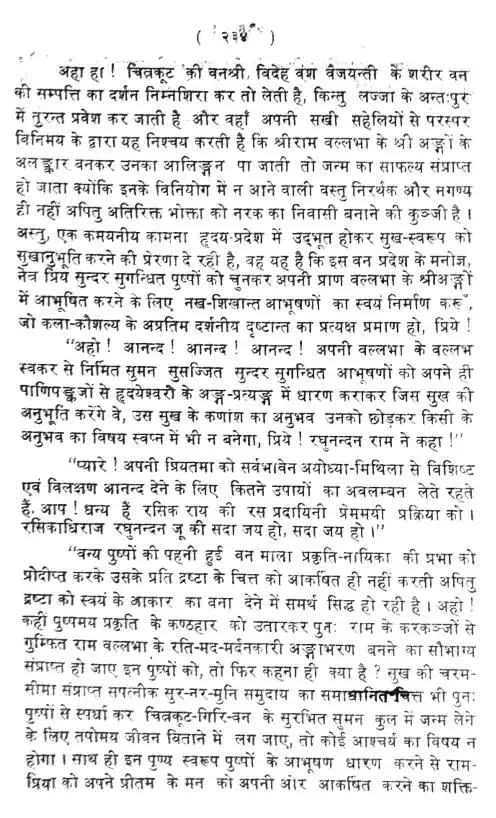 ( २३४ )
अहा हा ! चित्रकूट की वनश्री, विदेह वंश वैजयन्ती के शरीर वन
की सम्पत्ति का दर्शन निम्नशिरा कर तो लेती है, किन्तु लज्जा के अन्तःपुर
में तुरन्त प्रवेश कर जाती है और वहाँ अपनी सखी सहेलियों से परस्पर
विनिमय के द्वारा यह निश्चय करती है कि श्रीराम वल्लभा के श्री अङ्गों के
अलङ्कार बनकर उनका आलिङ्गन पा जाती तो जन्म का साफल्य संप्राप्त
हो जाता क्योंकि इनके विनियोग में न आने वाली वस्तु निरर्थक और मगण्य
ही नहीं अपितु अतिरिक्त भोक्ता को नरक का निवासी बनाने की कुञ्जी है ।
अस्तु, एक कमयनीय कामना हृदय-प्रदेश में उद्भूत होकर सुख-स्वरूप को
सुखानुभूति करने की प्रेरणा दे रही है, वह यह है कि इस वन प्रदेश के मनोज्ञ,
नेत्र प्रिय सुन्दर सुगन्धित पुष्पों को चुनकर अपनी प्राण वल्लभा के श्रीअङ्गों
में आभूषित करने के लिए नख-शिखान्त आभूषणों का स्वयं निर्माण करूँ,
जो कला-कौशल्य के अप्रतिम दर्शनीय दृष्टान्त का प्रत्यक्ष प्रमाण हो, प्रिये !
“अहो ! आनन्द ! आनन्द ! आनन्द ! अपनी वल्लभा के वल्लभ
स्वकर से निर्मित सुमन सुसज्जित सुन्दर सुगन्धित आभूषणों को अपने ही
पाणिपङ्कजों से हृदयेश्वरी के अङ्ग-प्रत्यङ्ग में धारण कराकर जिस सुख की
अनुभूति करेंगे वे, उस सुख के कणांश का अनुभव उनको छोड़कर किसी के
अनुभव का विषय स्वप्न में भी न बनेगा, प्रिये ! रघुनन्दन राम ने कहा !”
“प्यारे ! अपनी प्रियतमा को सर्वभावेन अयोध्या-मिथिला से विशिष्ट
एवं विलक्षण आनन्द देने के लिए कितने उपायों का अवलम्बन लेते रहते
हैं, आप ! धन्य हैं रसिक राय की रस प्रदायिनी प्रेममयी प्रक्रिया को ।
रसिकाधिराज रघुनन्दन जू की सदा जय हो, सदा जय हो ।”
“वन्य पुष्पों की पहनी हुई वन माला प्रकृति-नायिका की प्रभा को
प्रोदीप्त करके उसके प्रति द्रष्टा के चित्त को आकर्षित ही नहीं करती अपितु
द्रष्टा को स्वयं के आकार का बना देने में समर्थ सिद्ध हो रही है । अहो !
कहीं पुष्पमय प्रकृति के कण्ठहार को उतारकर पुनः राम के करकञ्जों से
गुम्फित राम वल्लभा के रति-मद-मर्दनकारी अङ्गाभरण बनने का सौभाग्य
संप्राप्त हो जाए इन पुष्पों को, तो फिर कहना ही क्या है ? सुख की चरम-
सीमा संप्राप्त सपत्नीक सुर-नर-मुनि समुदाय का समाधानित चित्त भी पुनः
पुष्पों से स्पर्धा कर चित्रकूट-गिरि-वन के सुरभित सुमन कुल में जन्म लेने
के लिए तपोमय जीवन बिताने में लग जाए, तो कोई आश्चर्य का विषय न
होगा । साथ ही इन पुण्य स्वरूप पुष्पों के आभूषण धारण करने से राम-
प्रिया को अपने प्रीतम के मन को अपनी ओर आकर्षित करने का शक्ति-